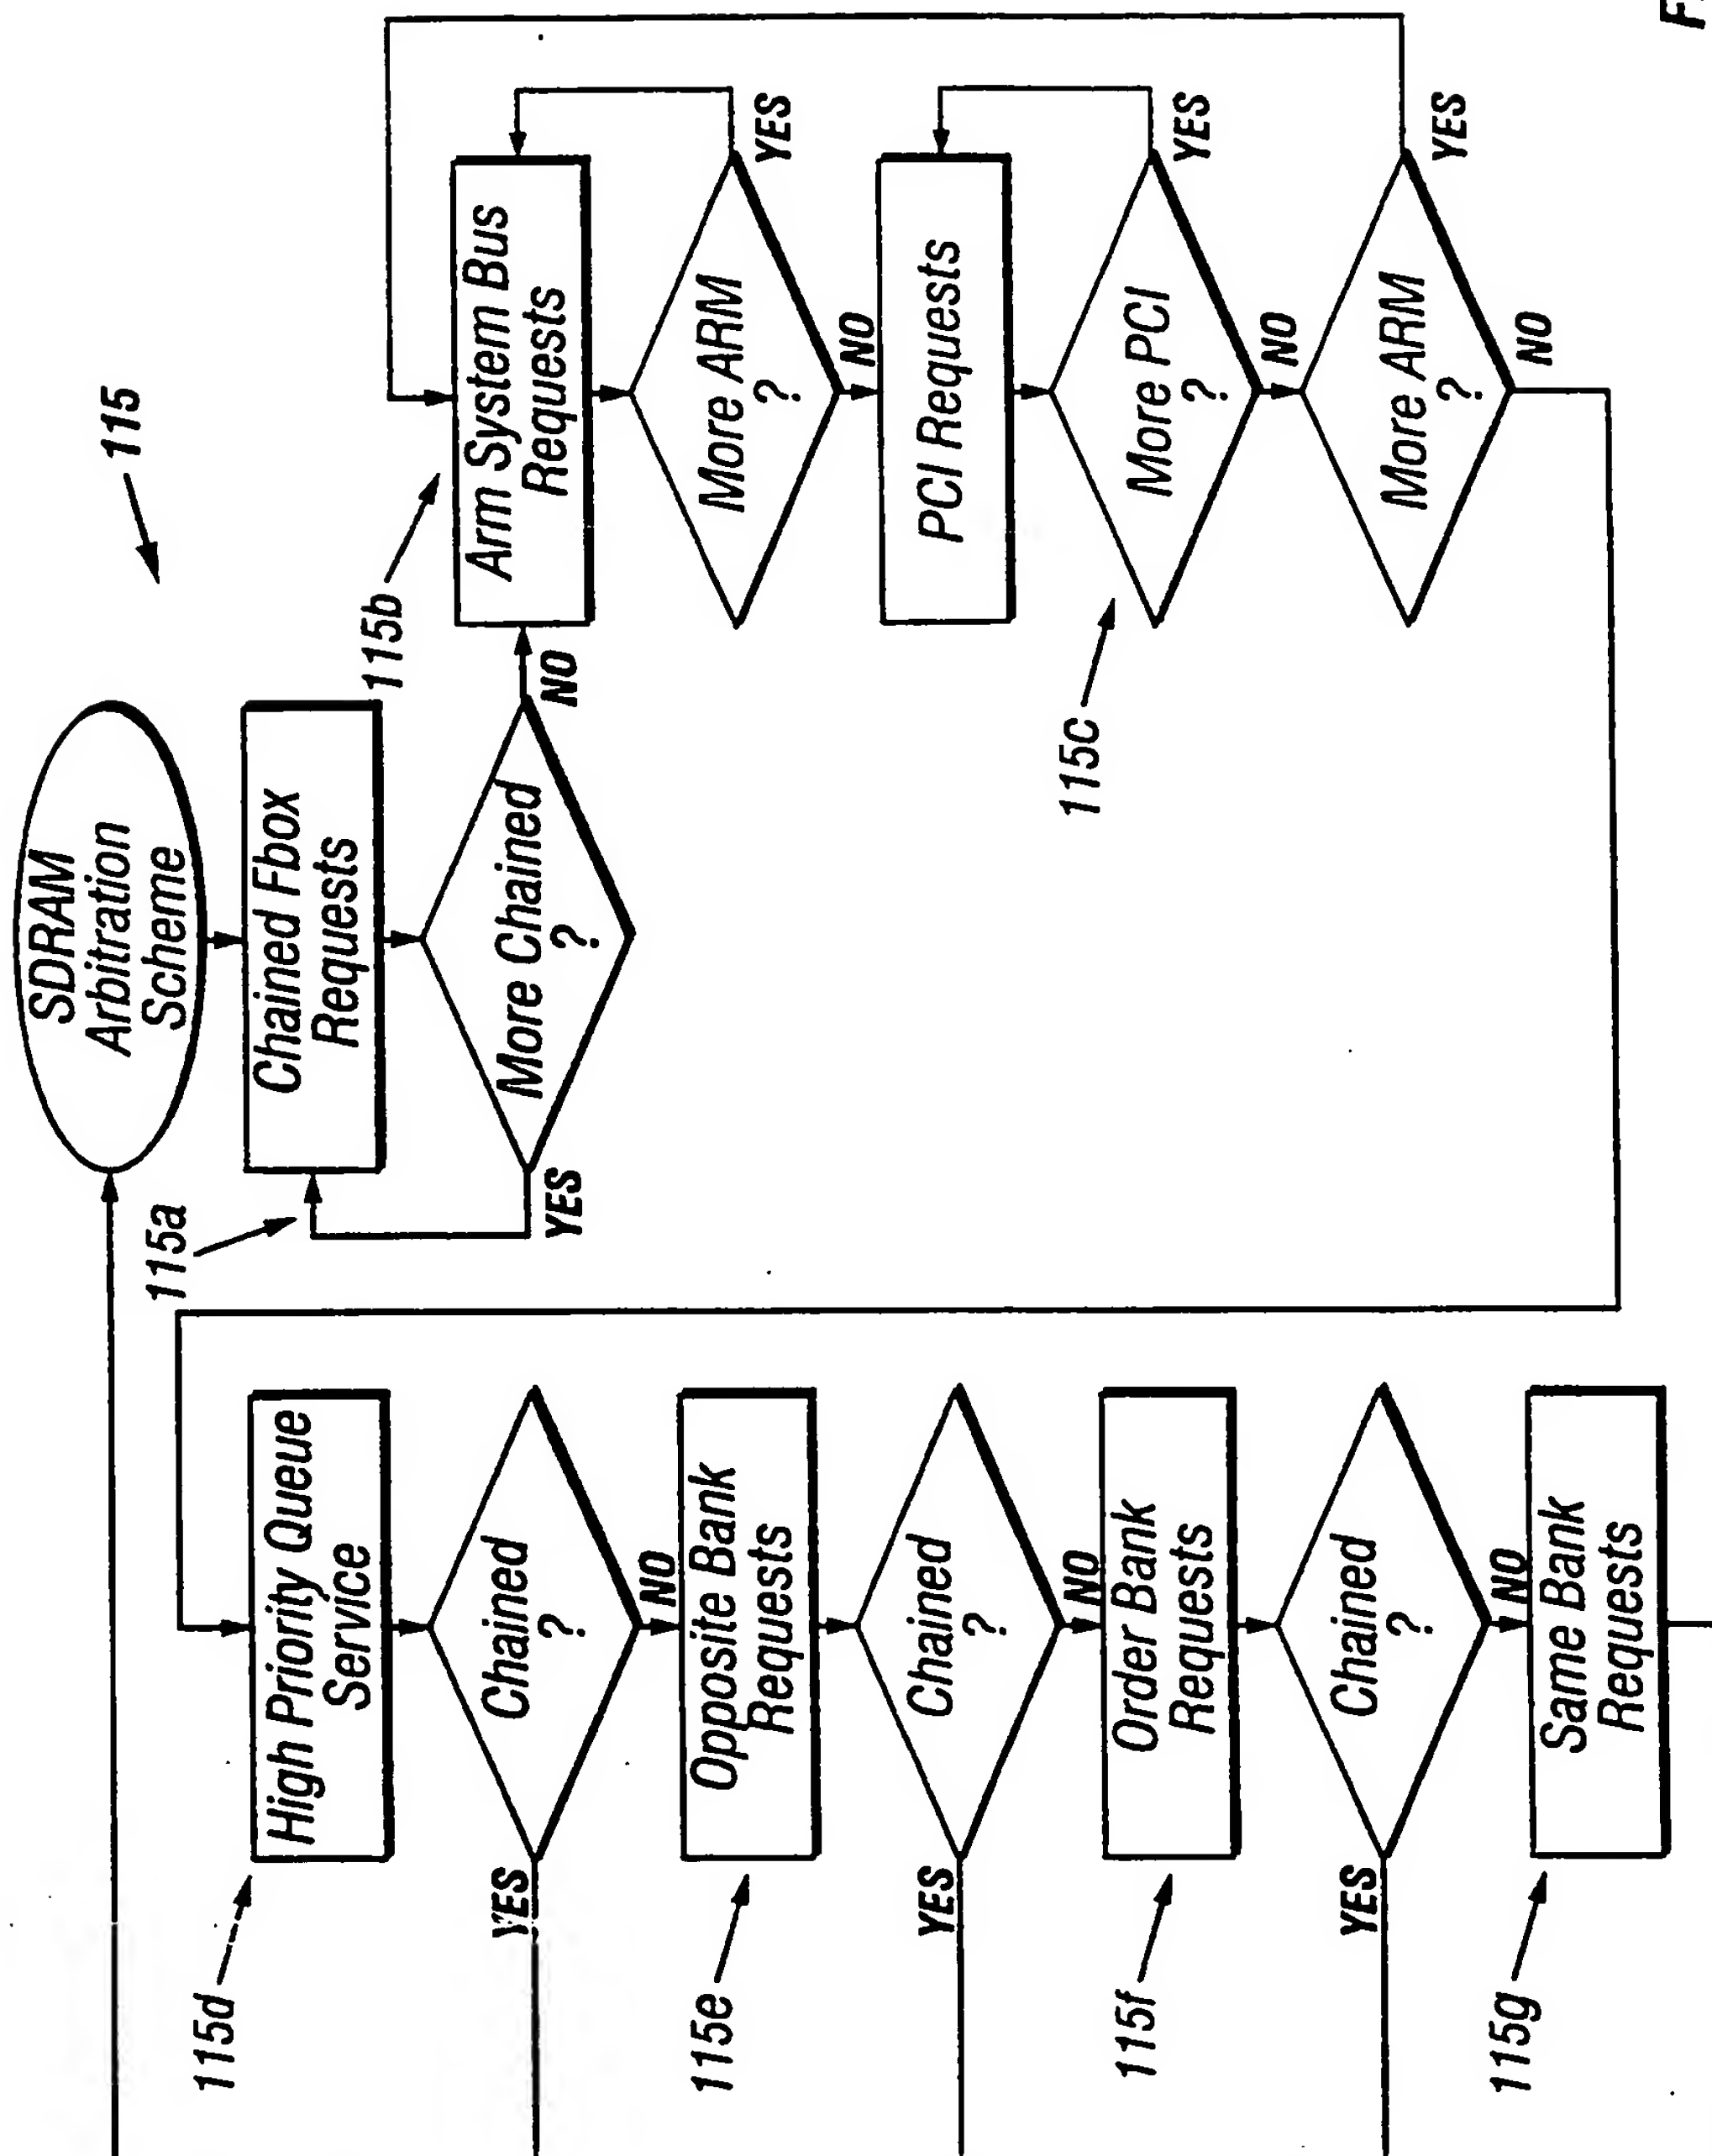 115
SDRAM
Arbitration
Scheme
115a
Chained Fbox
Requests
More Chained
?
YES
NO
115b
Arm System Bus
Requests
More ARM
?
YES
NO
PCI Requests
115c
More PCI
?
YES
NO
More ARM
?
YES
NO
115d
High Priority Queue
Service
Chained
?
YES
NO
115e
Opposite Bank
Requests
Chained
?
YES
NO
115f
Order Bank
Requests
Chained
?
YES
NO
115g
Same Bank
Requests